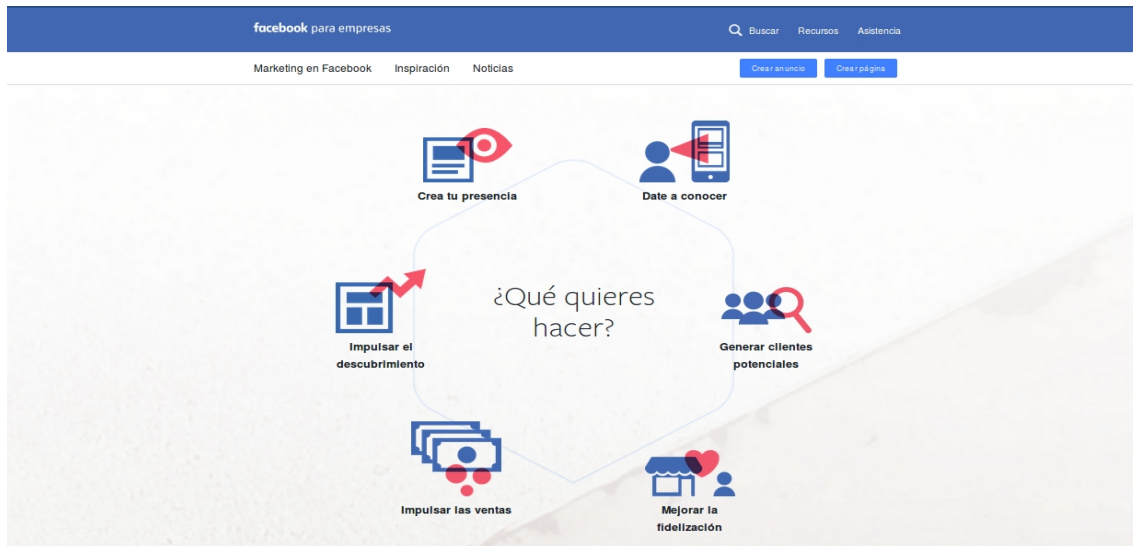 facebook para empresas
Buscar Recursos Asistencia
Marketing en Facebook Inspiración Noticias
Crear anuncio Crear página
Crea tu presencia
Date a conocer
¿Qué quieres
hacer?
Impulsar el
descubrimiento
Generar clientes
potenciales
Impulsar las ventas
Mejorar la
fidelización